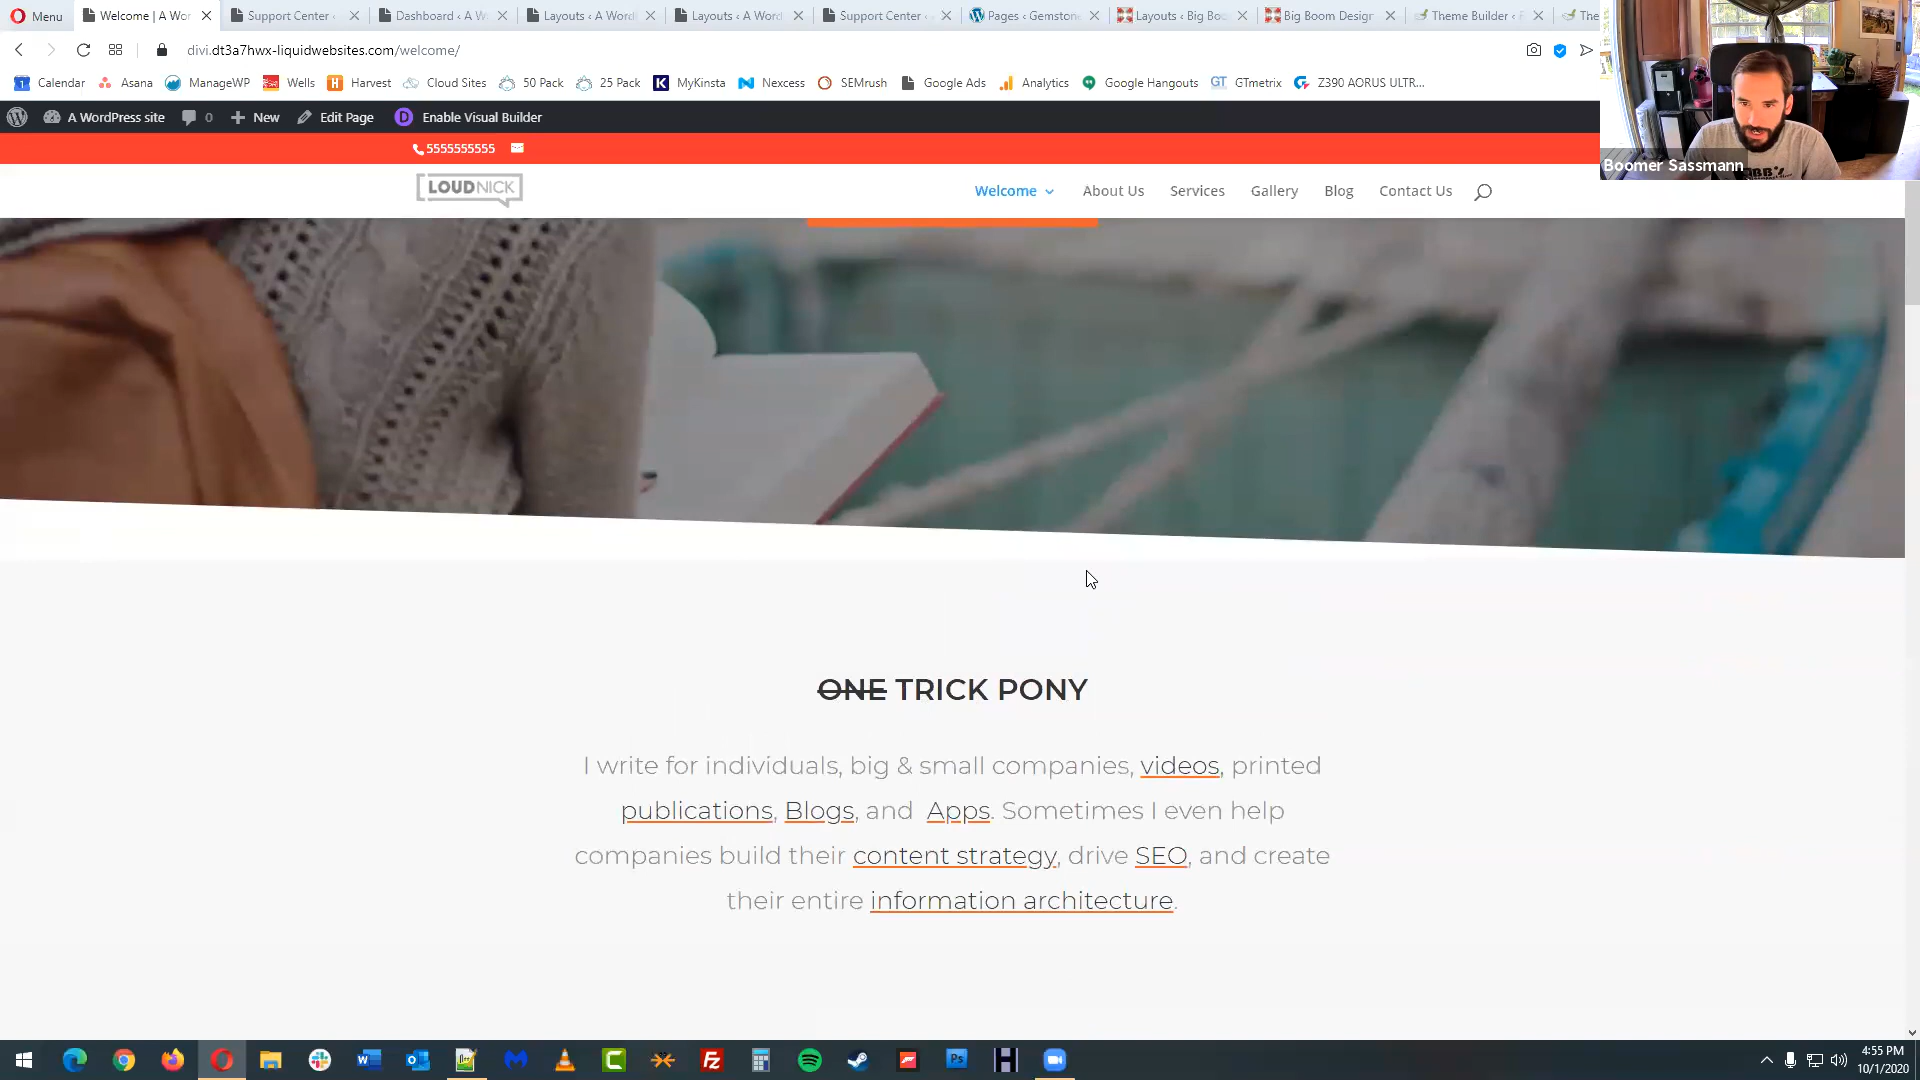 Menu
Welcome | A Wor
Support Center ‹
Dashboard ‹ A W
Layouts ‹ A Word
Layouts ‹ A Word
Support Center ‹
Pages ‹ Gemstone
Layouts ‹ Big Boo
Big Boom Design
Theme Builder ‹
The
divi.dt3a7hwx-liquidwebsites.com/welcome/
Calendar
Asana
ManageWP
Wells
Harvest
Cloud Sites
50 Pack
25 Pack
MyKinsta
Nexcess
SEMrush
Google Ads
Analytics
Google Hangouts
GTmetrix
Z390 AORUS ULTR...
A WordPress site
0
New
Edit Page
Enable Visual Builder
5555555555
Boomer Sassmann
LOUDNICK
Welcome
About Us
Services
Gallery
Blog
Contact Us
ONE TRICK PONY
I write for individuals, big & small companies, videos, printed
publications, Blogs, and Apps. Sometimes I even help
companies build their content strategy, drive SEO, and create
their entire information architecture.
4:55 PM
10/1/2020